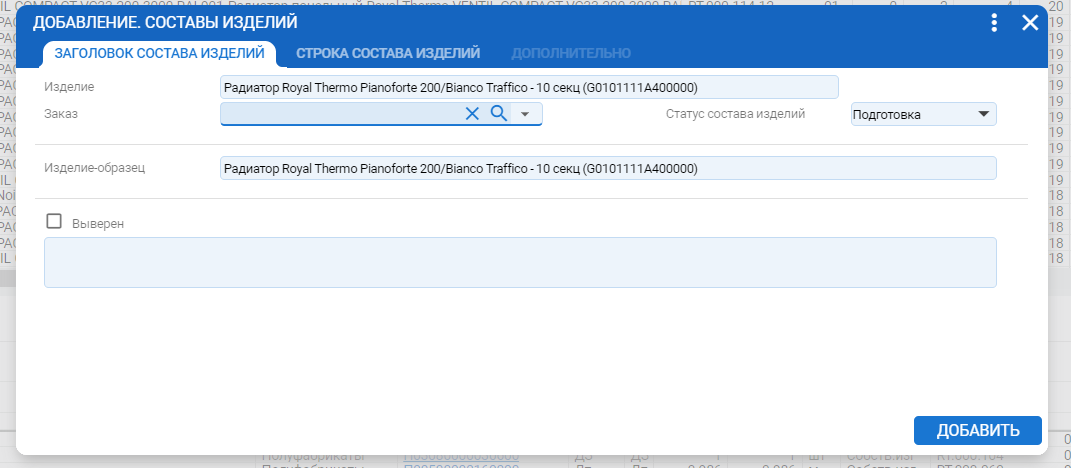 ДОБАВЛЕНИЕ. СОСТАВЫ ИЗДЕЛИЙ
ЗАГОЛОВОК СОСТАВА ИЗДЕЛИЙ СТРОКА СОСТАВА ИЗДЕЛИЙ ДОПОЛНИТЕЛЬНО
Изделие Радиатор Royal Thermo Pianoforte 200/Bianco Traffico - 10 секц (G0101111A400000)
Заказ Статус состава изделий Подготовка
Изделие-образец Радиатор Royal Thermo Pianoforte 200/Bianco Traffico - 10 секц (G0101111A400000)
Выверен
ДОБАВИТЬ